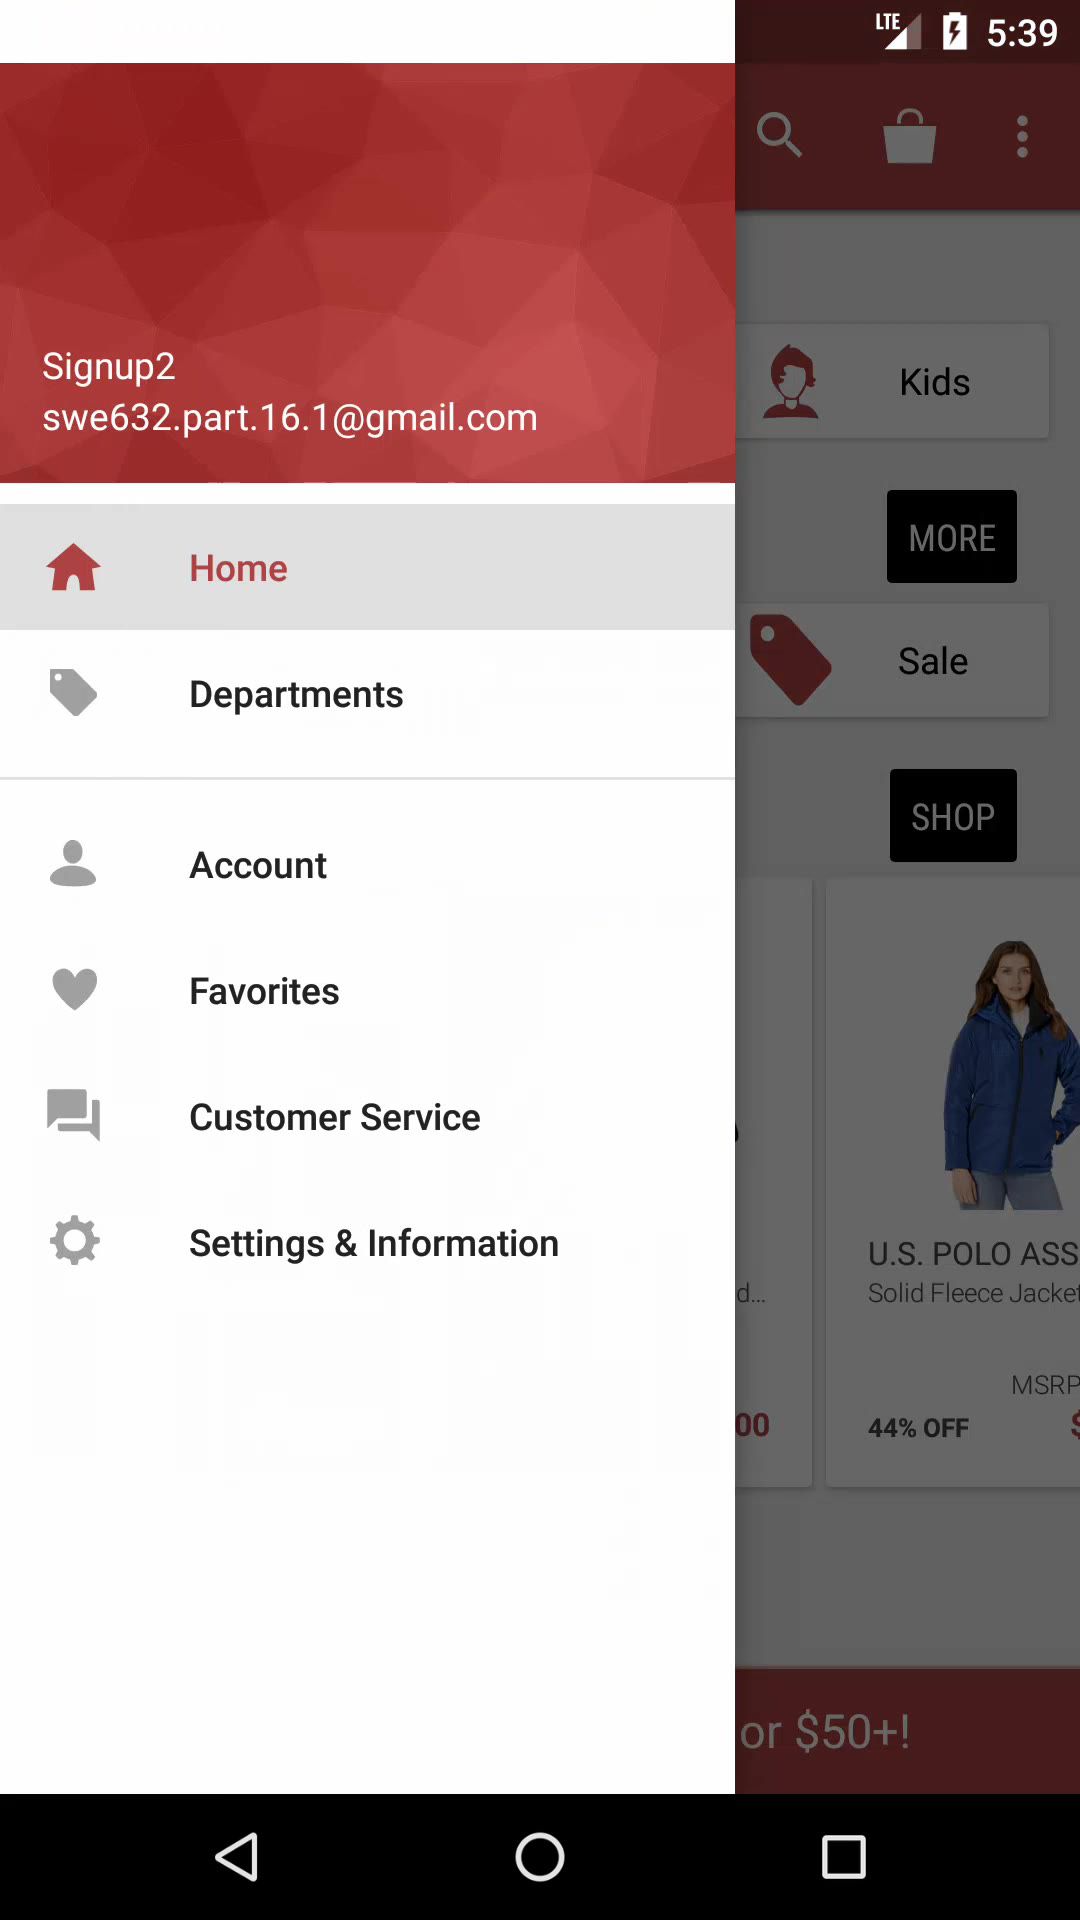 LTE 5:39
Signup2
swe632.part.16.1@gmail.com
Kids
MORE
Home
Sale
Departments
SHOP
Account
Favorites
Customer Service
Settings & Information
U.S. POLO ASS
d... Solid Fleece Jacket
MSRP
00 44% OFF $
or $50+!